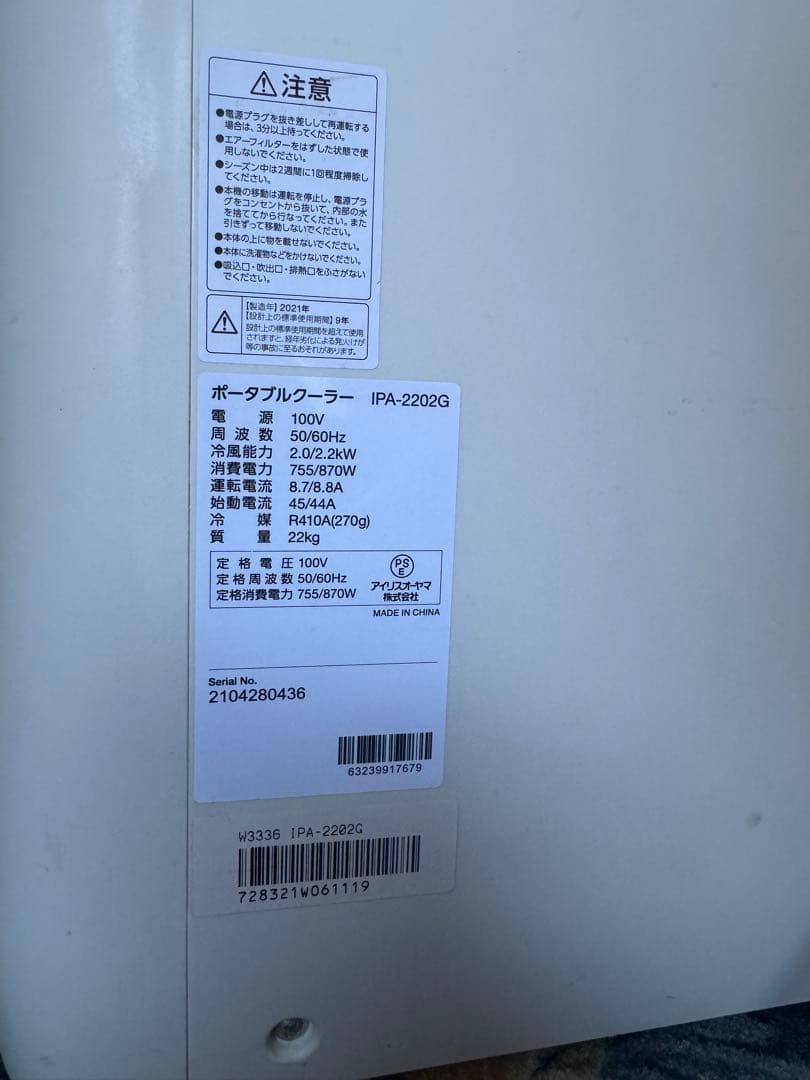 注意
●電源プラグを抜き差しして再運転する
場合は、3分以上待ってください。
●エアーフィルターをはずした状態で使
用しないでください。
●シーズン中は2週間に1回程度掃除し
てください。
●本機の移動は運転を停止し、電源プラ
グをコンセントから抜いて、内部の水
を捨ててから行なってください。また
引きずって移動しないでください。
●本体の上に物を載せないでください。
●本体に洗濯物などをかけないでください。
●吸込口・吹出口・排熱口をふさがない
でください。
【製造年】2021年
【設計上の標準使用期間】9年
設計上の標準使用期間を超えて使用
されますと、経年劣化による発火けが
等の事故に至るおそれがあります。
ポータブルクーラー IPA-2202G
電源 100V
周波数 50/60Hz
冷風能力 2.0/2.2kW
消費電力 755/870W
運転電流 8.7/8.8A
始動電流 45/44A
冷媒 R410A(270g)
質量 22kg
定格電圧 100V
定格周波数 50/60Hz
定格消費電力 755/870W
PS
E
アイリスオーヤマ
株式会社
MADE IN CHINA
Serial No.
2104280436
63239917679
W3336 IPA-2202G
728321W061119